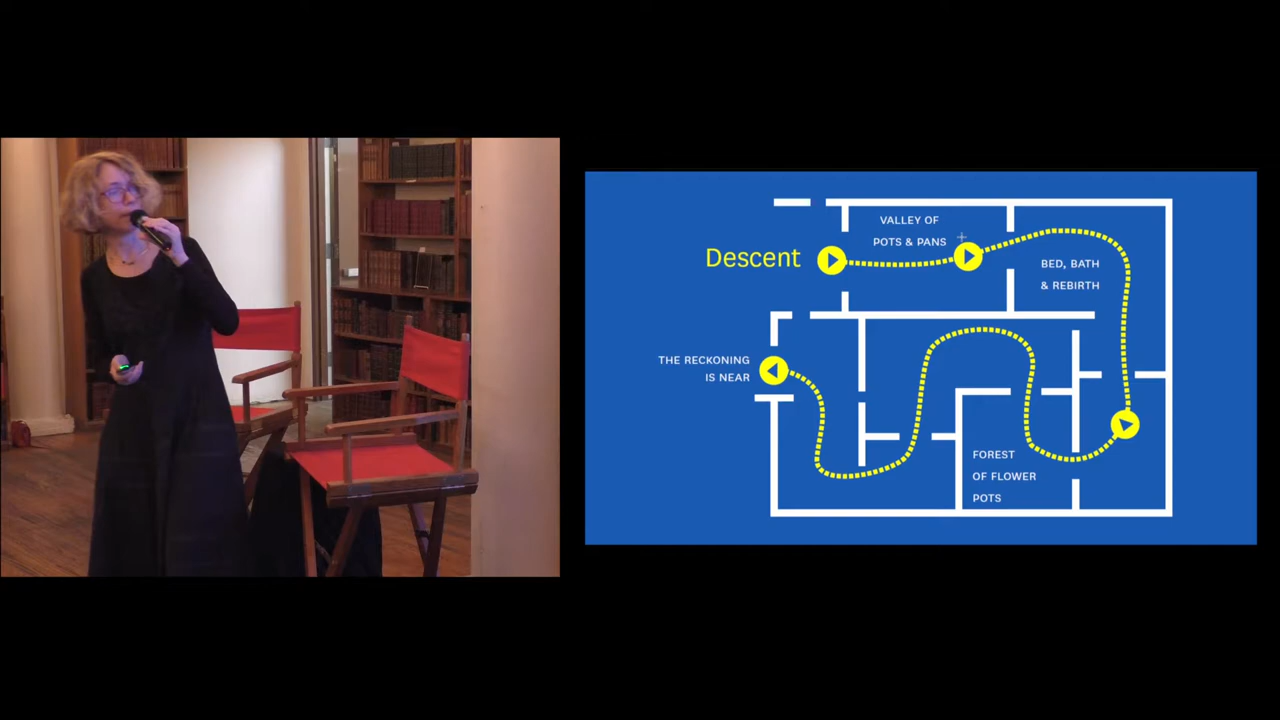 VALLEY OF
POTS & PANS
Descent
BED, BATH
& REBIRTH
THE RECKONING
IS NEAR
FOREST
OF FLOWER
POTS